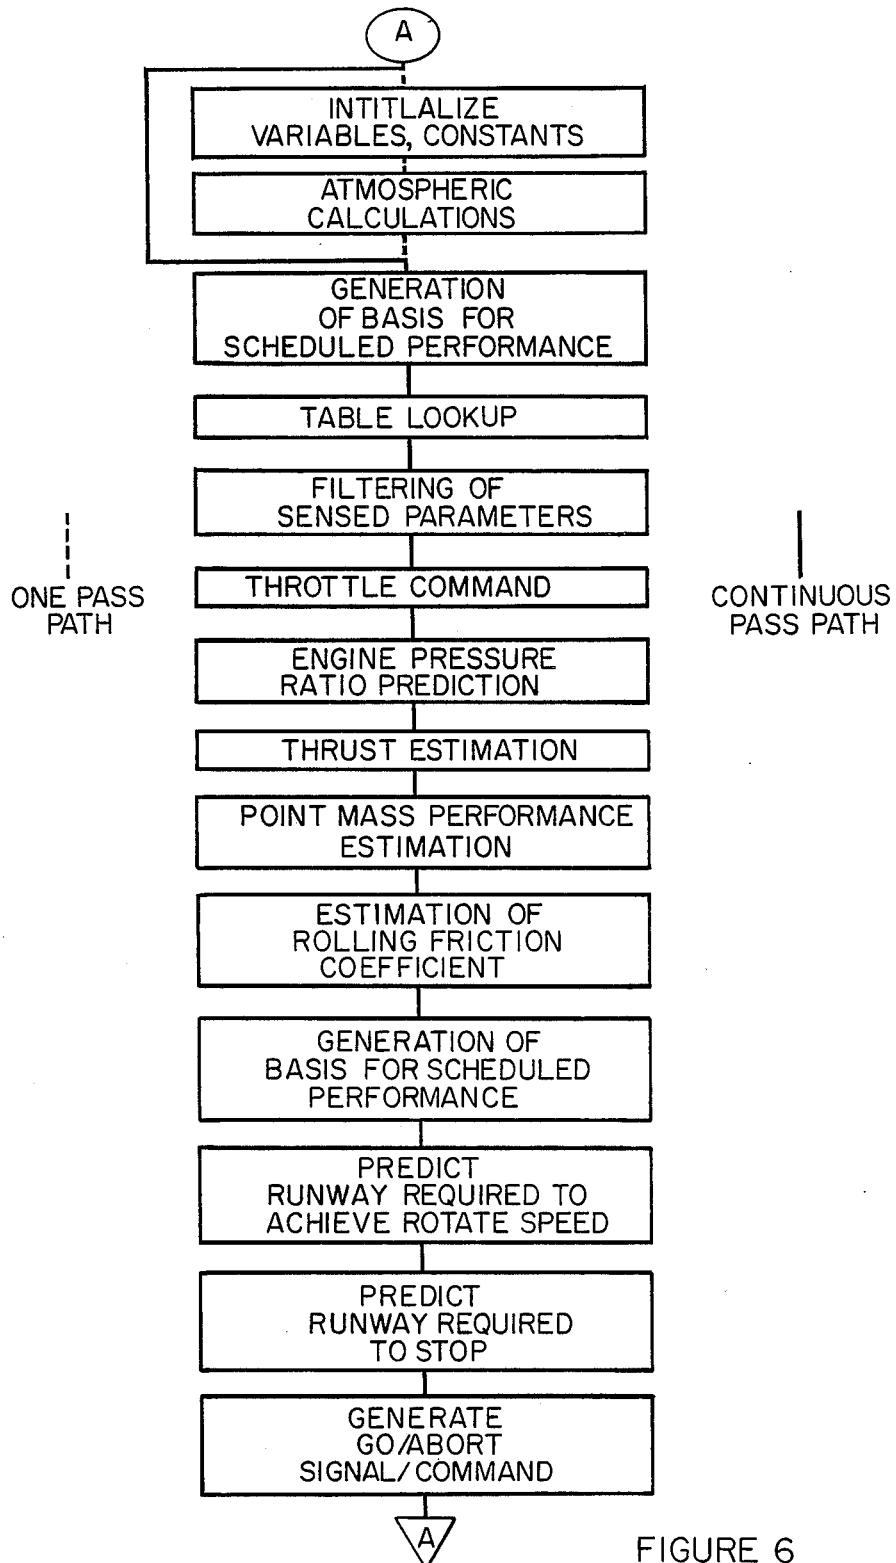 A
INTITLALIZE
VARIABLES, CONSTANTS
ATMOSPHERIC
CALCULATIONS
GENERATION
OF BASIS FOR
SCHEDULED PERFORMANCE
TABLE LOOKUP
FILTERING OF
SENSED PARAMETERS
ONE PASS
PATH
THROTTLE COMMAND
CONTINUOUS
PASS PATH
ENGINE PRESSURE
RATIO PREDICTION
THRUST ESTIMATION
POINT MASS PERFORMANCE
ESTIMATION
ESTIMATION OF
ROLLING FRICTION
COEFFICIENT
GENERATION OF
BASIS FOR SCHEDULED
PERFORMANCE
PREDICT
RUNWAY REQUIRED TO
ACHIEVE ROTATE SPEED
PREDICT
RUNWAY REQUIRED
TO STOP
GENERATE
GO/ABORT
SIGNAL/COMMAND
A
FIGURE 6